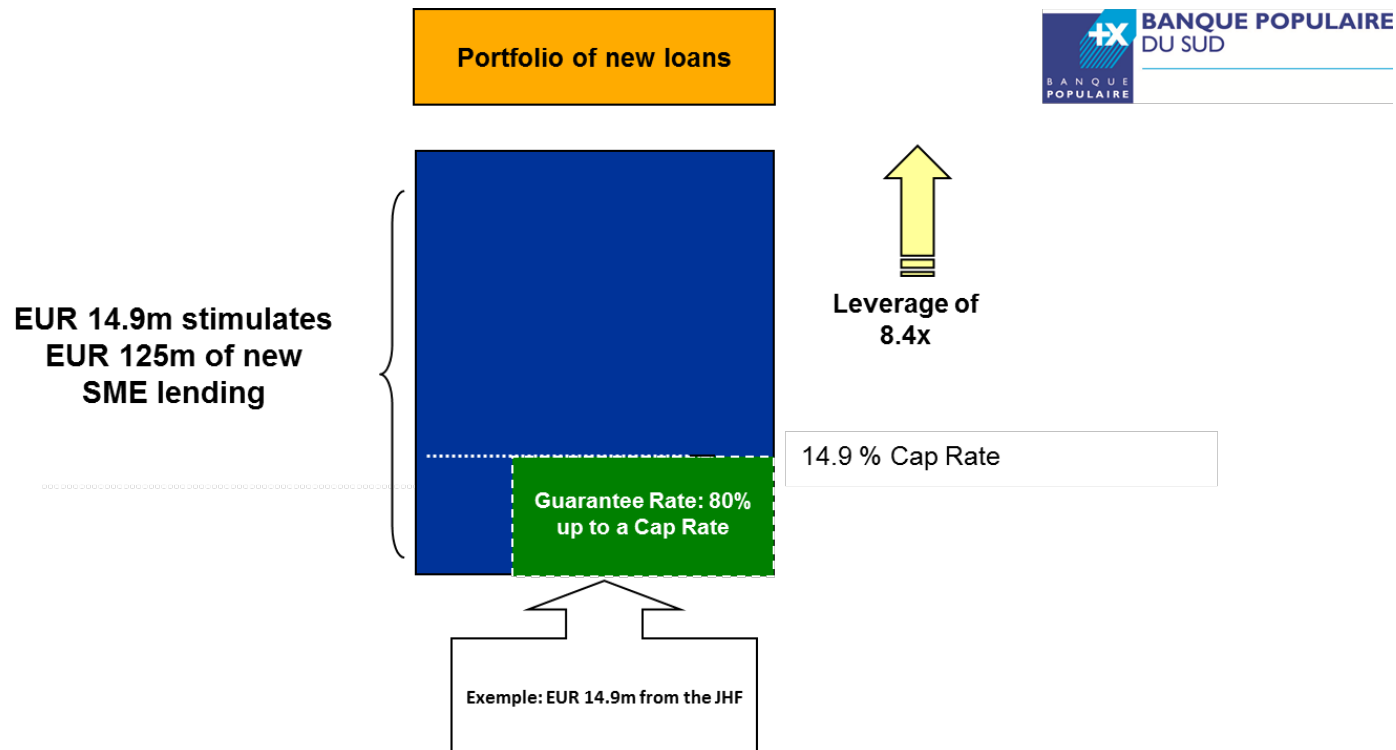 Portfolio of new loans
+X
BANQUE
POPULAIRE
BANQUE POPULAIRE
DU SUD
EUR 14.9m stimulates
EUR 125m of new
SME lending
Leverage of
8.4x
14.9 % Cap Rate
Guarantee Rate: 80%
up to a Cap Rate
Exemple: EUR 14.9m from the JHF